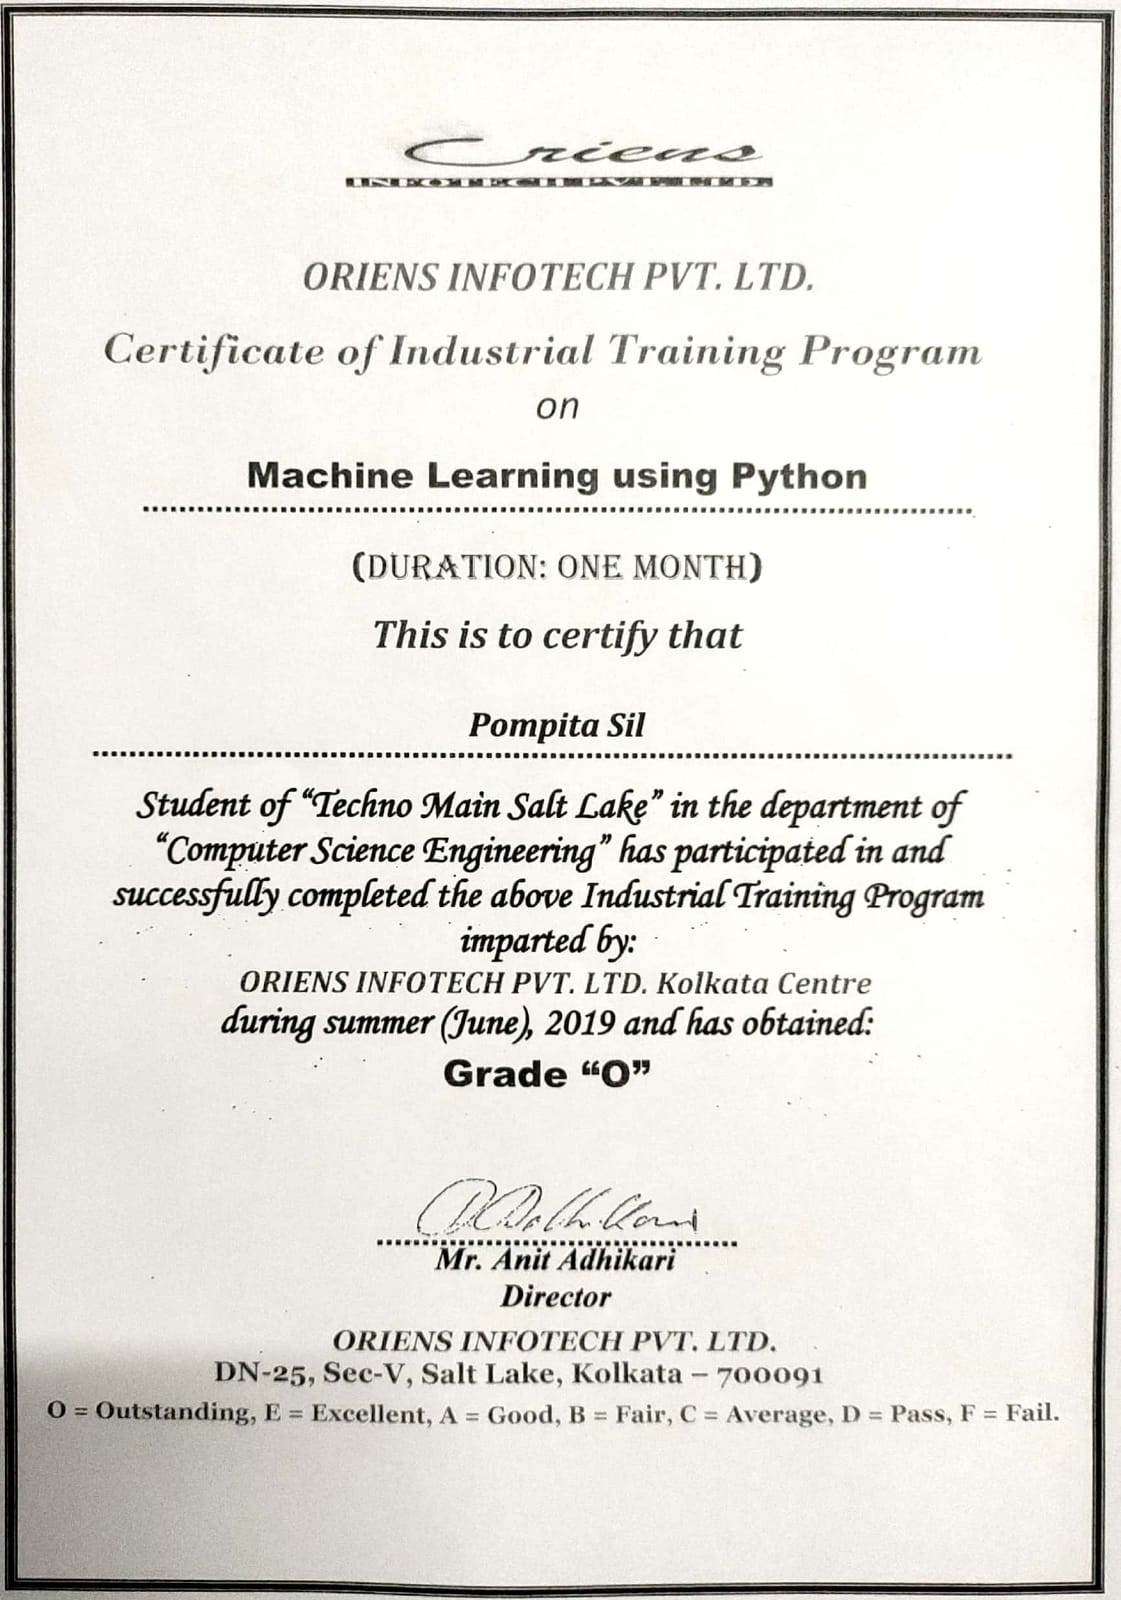 Oriens
INFOTECH PVT. LTD.
ORIENS INFOTECH PVT. LTD.
Certificate of Industrial Training Program
on
Machine Learning using Python
(DURATION: ONE MONTH)
This is to certify that
Pompita Sil
Student of “Techno Main Salt Lake” in the department of
“Computer Science Engineering” has participated in and
successfully completed the above Industrial Training Program
imparted by:
ORIENS INFOTECH PVT. LTD. Kolkata Centre
during summer (June), 2019 and has obtained:
Grade “O”
Mr. Anit Adhikari
Director
ORIENS INFOTECH PVT. LTD.
DN-25, Sec-V, Salt Lake, Kolkata – 700091
O = Outstanding, E = Excellent, A = Good, B = Fair, C = Average, D = Pass, F = Fail.